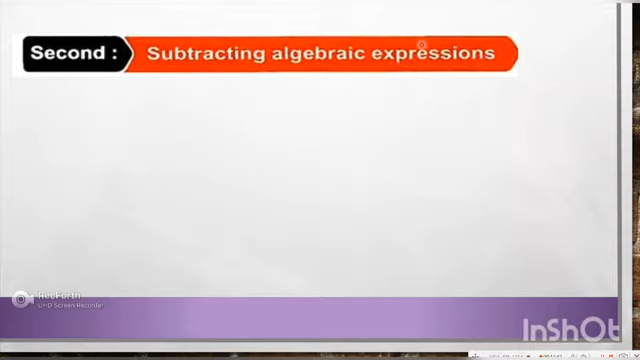 Second : Subtracting algebraic expressions
RecForth
UHD Screen Recorder
InShOt